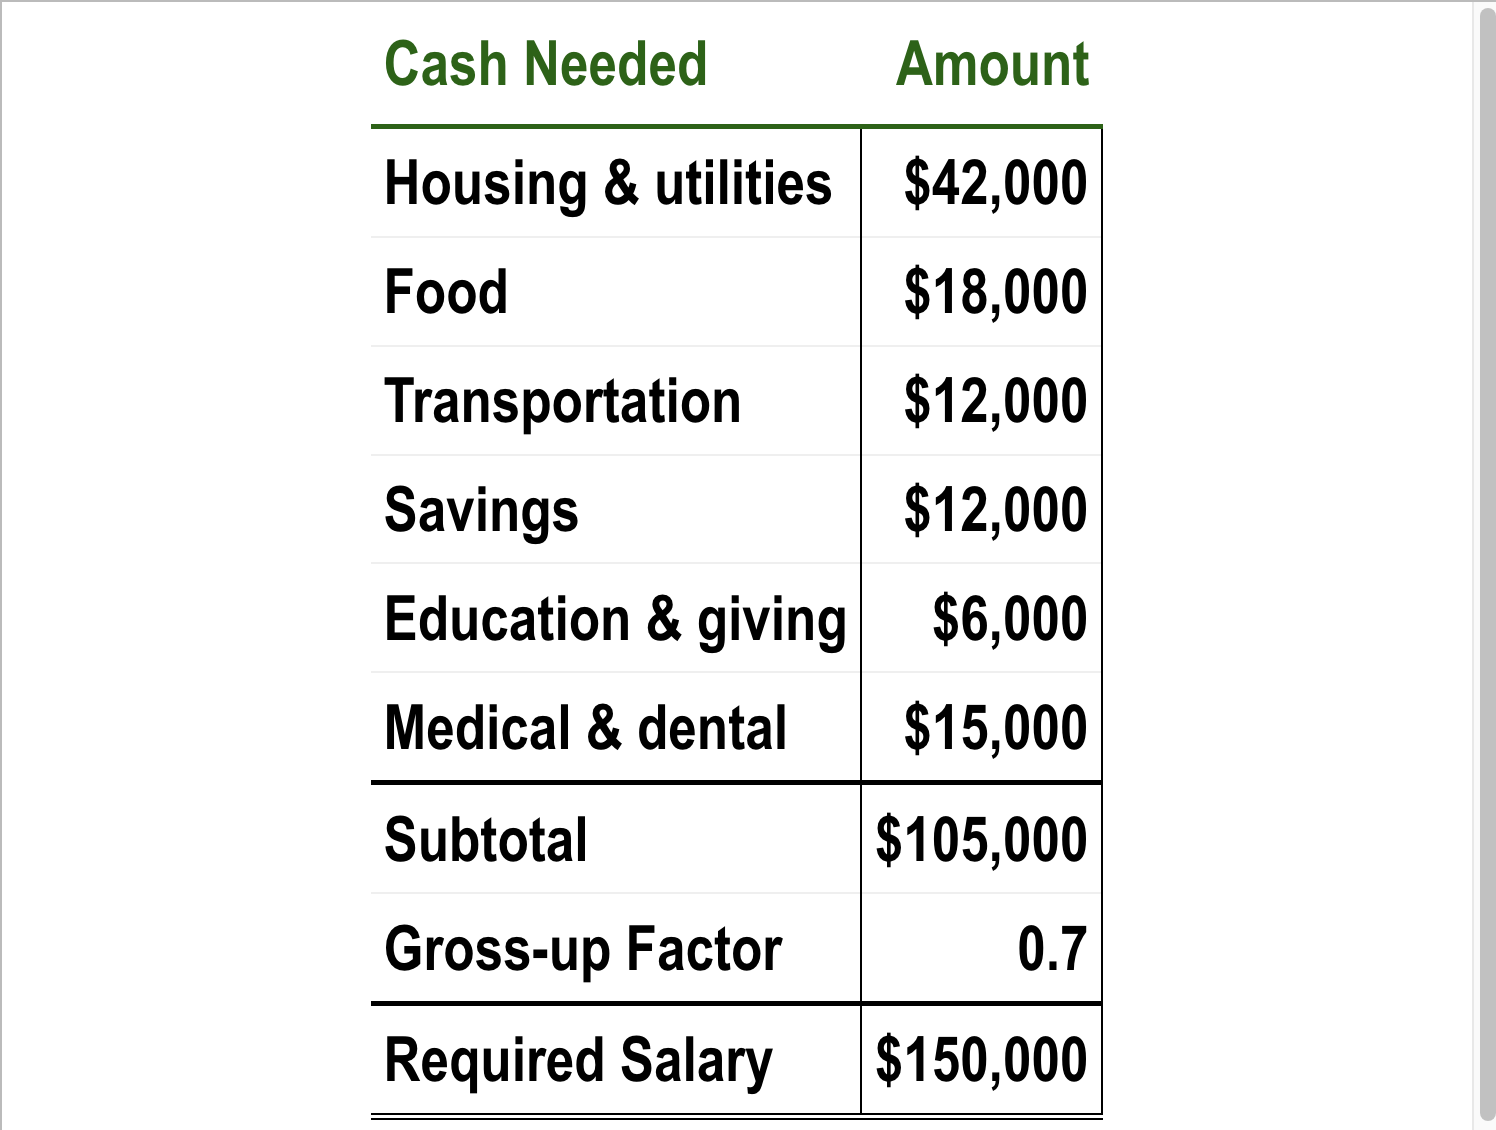 Cash Needed Amount
Housing & utilities $42,000
Food $18,000
Transportation $12,000
Savings $12,000
Education & giving $6,000
Medical & dental $15,000
Subtotal $105,000
Gross-up Factor 0.7
Required Salary $150,000